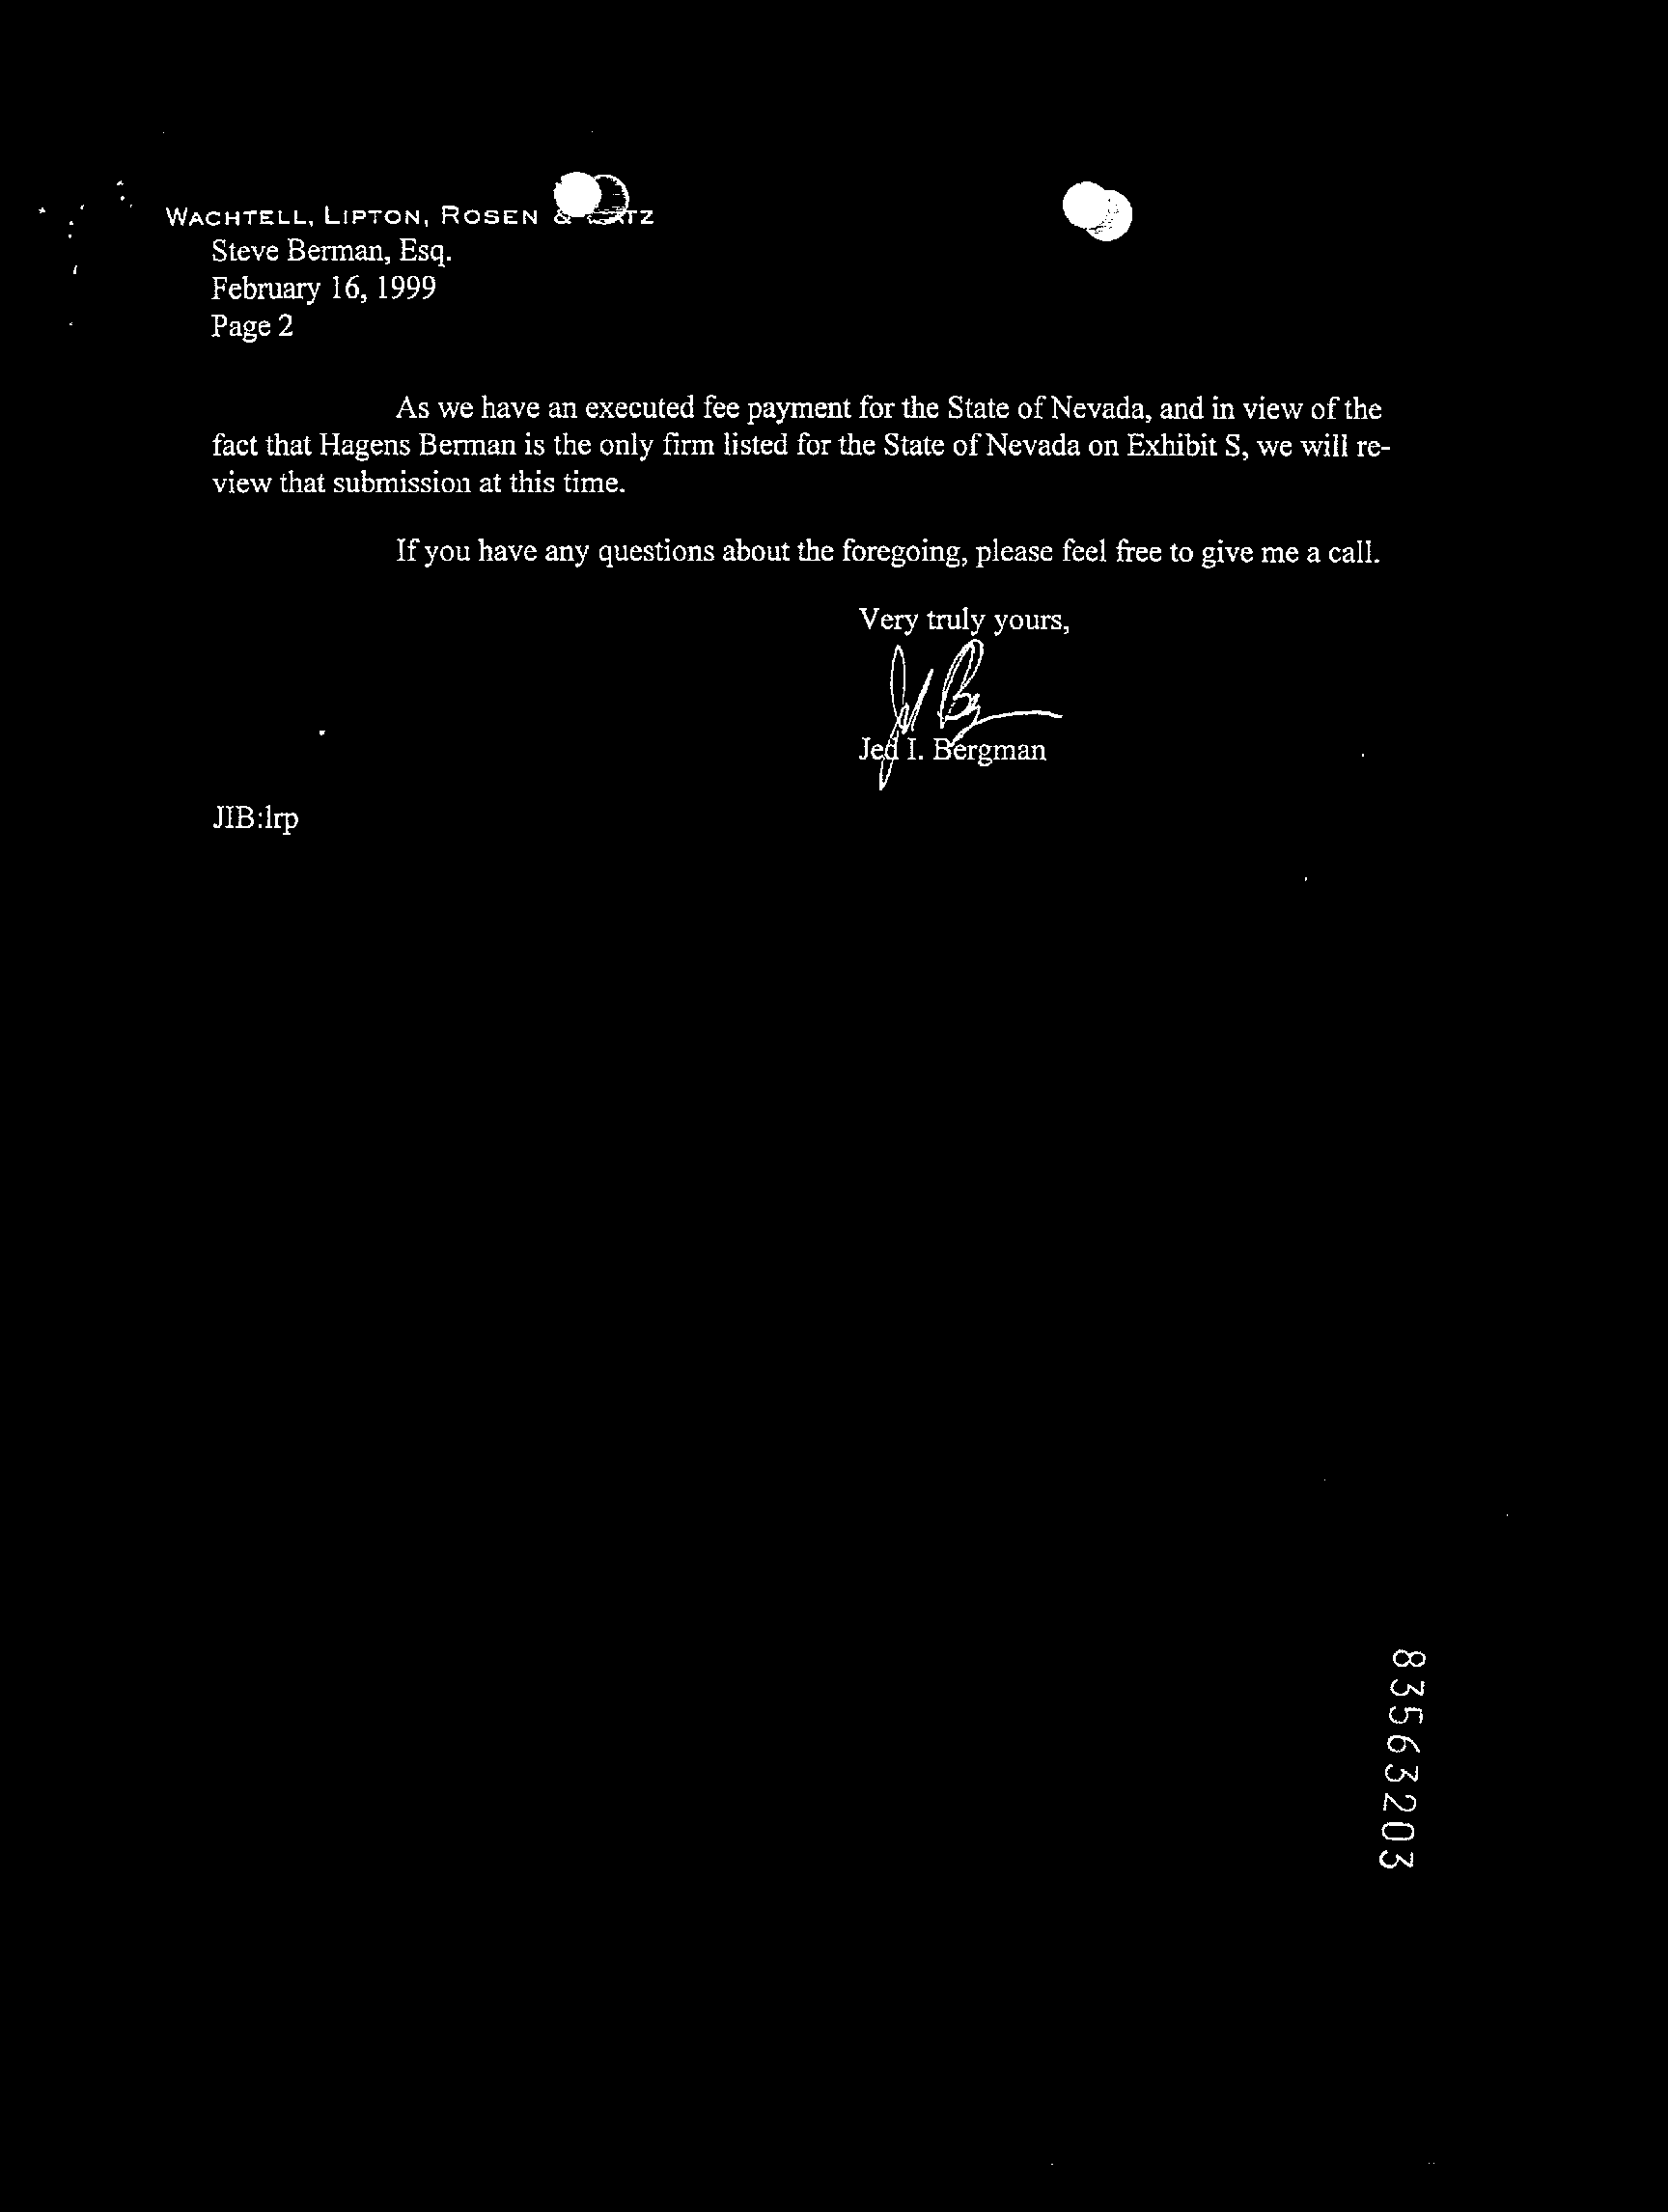 WACHTELL, LIPTON, ROSEN &
Steve Berman, Esq.
February 16, 1999
Page 2
As we have an executed fee payment for the State of Nevada, and in view of the
fact that Hagens Berman is the only firm listed for the State of Nevada on Exhibit S, we will re-
view that submission at this time.
If you have any questions about the foregoing, please feel free to give me a call.
Very truly yours,
Jed I. Bergman
JIB:lrp
83563203